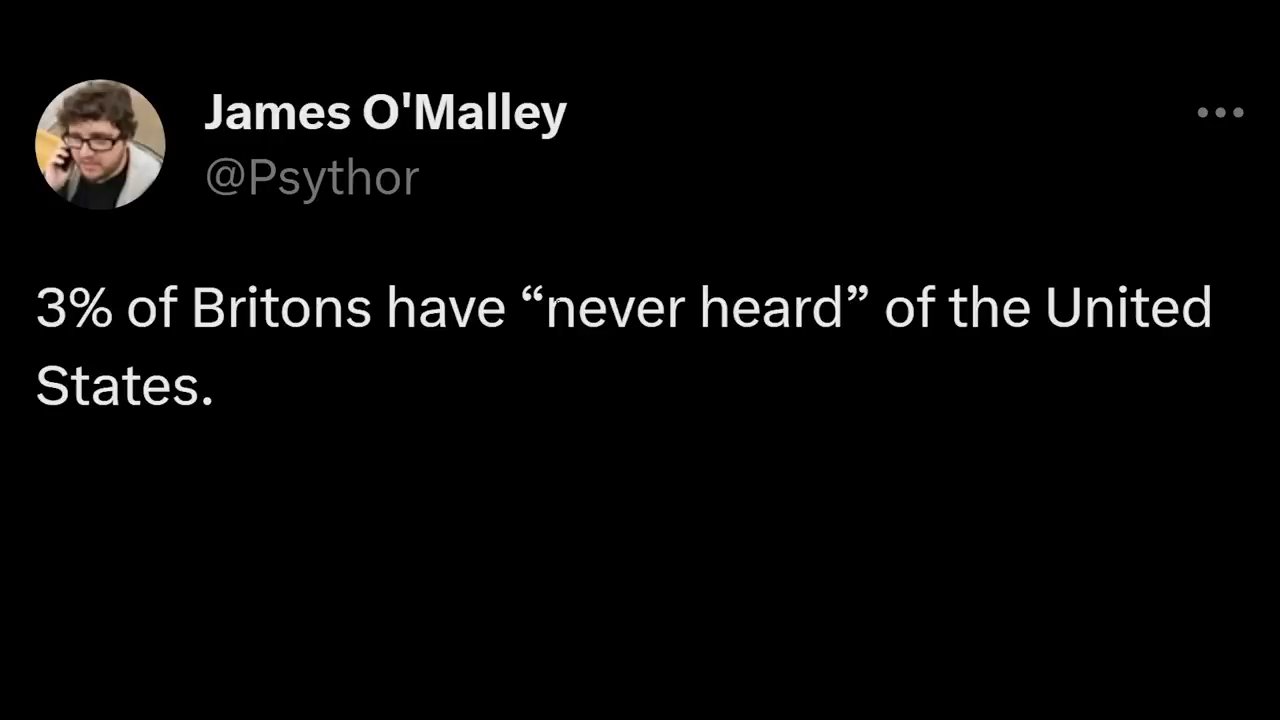 James O'Malley
@Psythor
3% of Britons have “never heard” of the United
States.